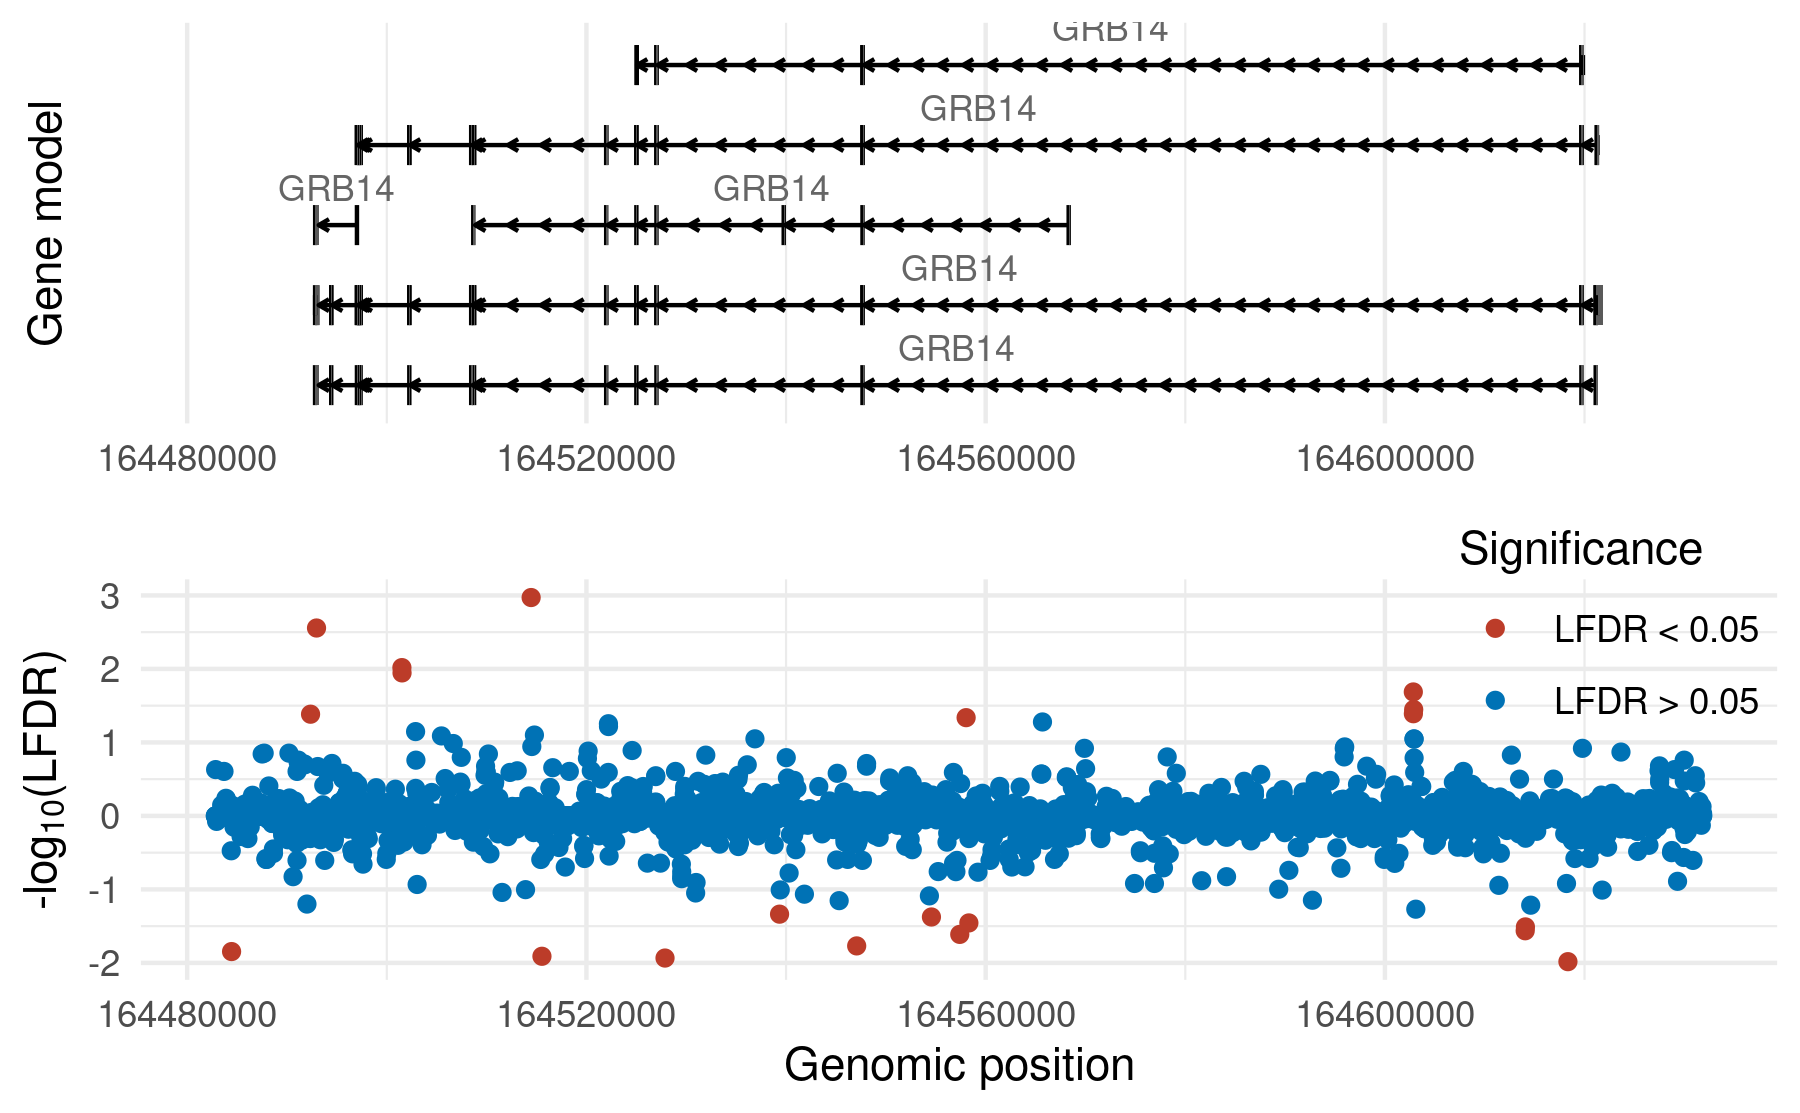 Gene model
GRB14
GRB14
GRB14 GRB14
GRB14
GRB14
164480000 164520000 164560000 164600000
Significance
LFDR < 0.05
LFDR > 0.05
-log10(LFDR)
3
2
1
0
-1
-2
164480000 164520000 164560000 164600000
Genomic position